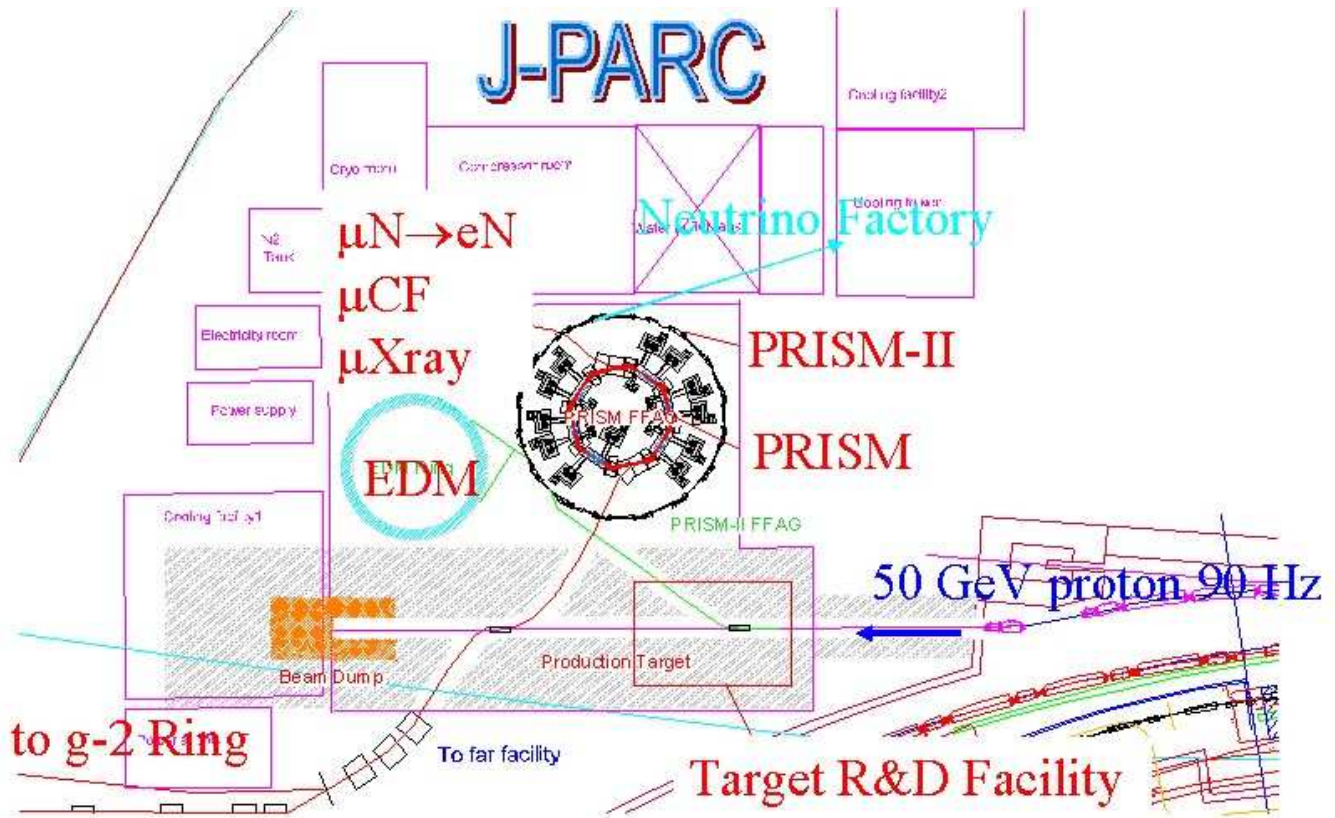 J-PARC
Cooling facility2
Cryo room
Compressor room
Cooling tower
Neutrino Factory
μN→eN
N2
Tank
μCF
Electricity room
PRISM-II
μXray
Power supply
PRISM FFAG
PRISM
EDM
Cooling facility1
PRISM-II FFAG
50 GeV proton 90 Hz
Production Target
Beam Dump
to g-2 Ring
To far facility
Target R&D Facility